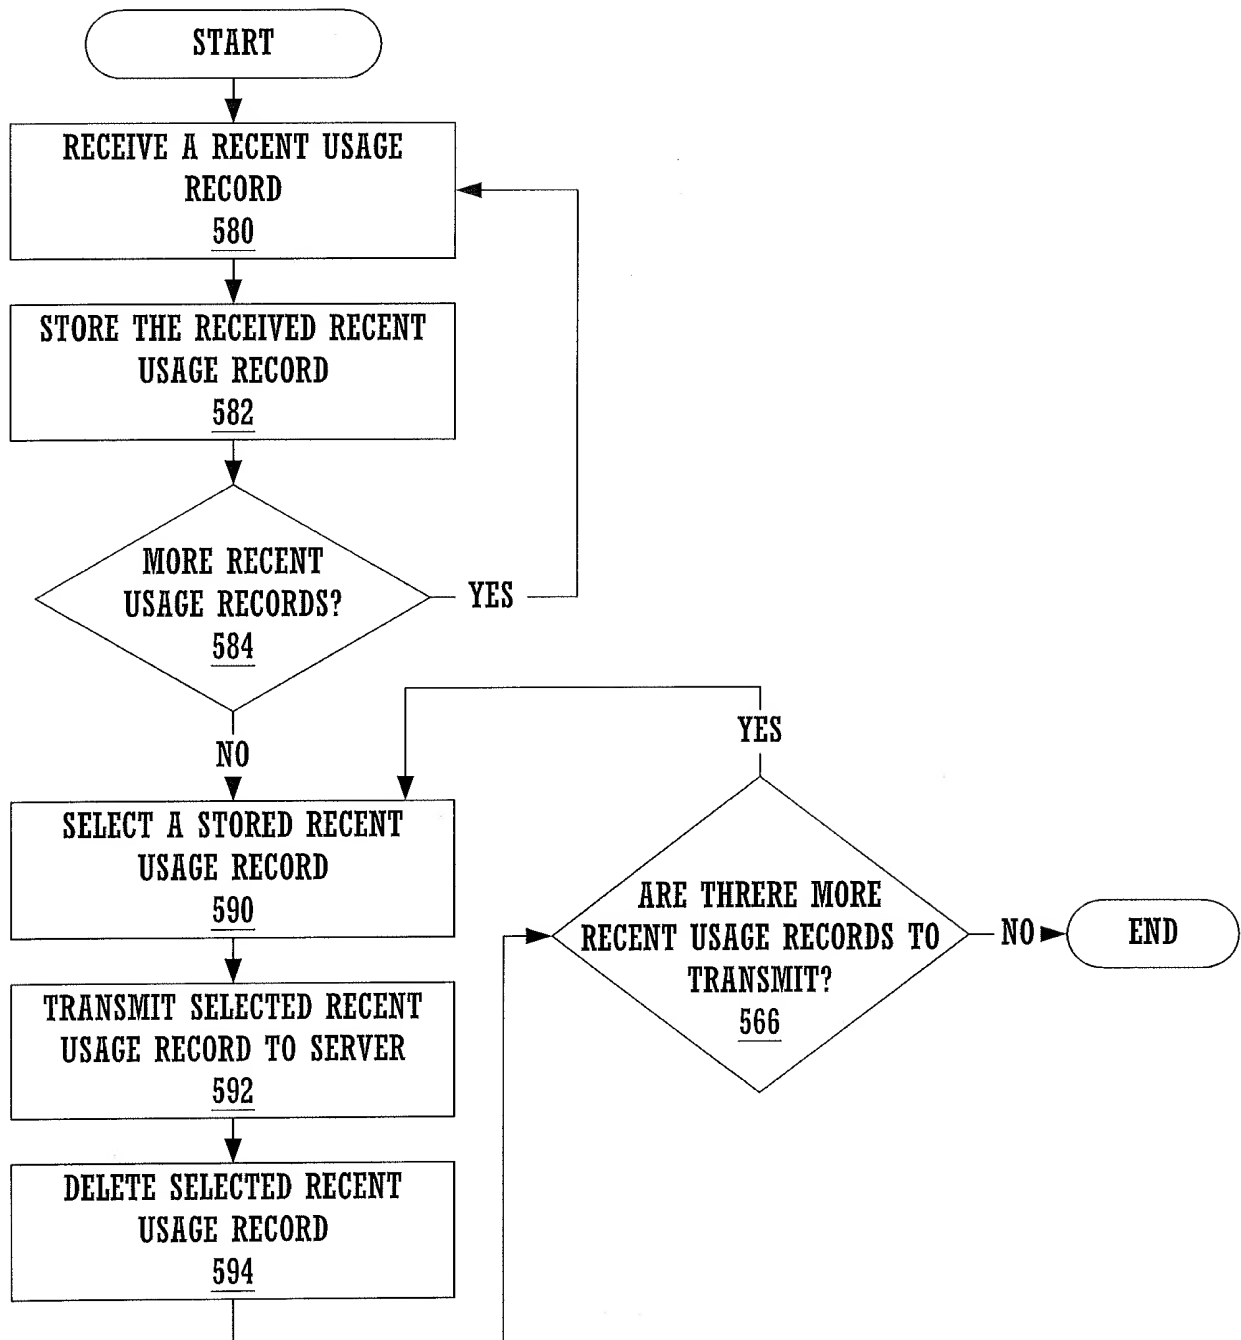 START
RECEIVE A RECENT USAGE
RECORD
580
STORE THE RECEIVED RECENT
USAGE RECORD
582
MORE RECENT
USAGE RECORDS?
584
YES
NO
SELECT A STORED RECENT
USAGE RECORD
590
TRANSMIT SELECTED RECENT
USAGE RECORD TO SERVER
592
DELETE SELECTED RECENT
USAGE RECORD
594
YES
ARE THRERE MORE
RECENT USAGE RECORDS TO
TRANSMIT?
566
NO
END